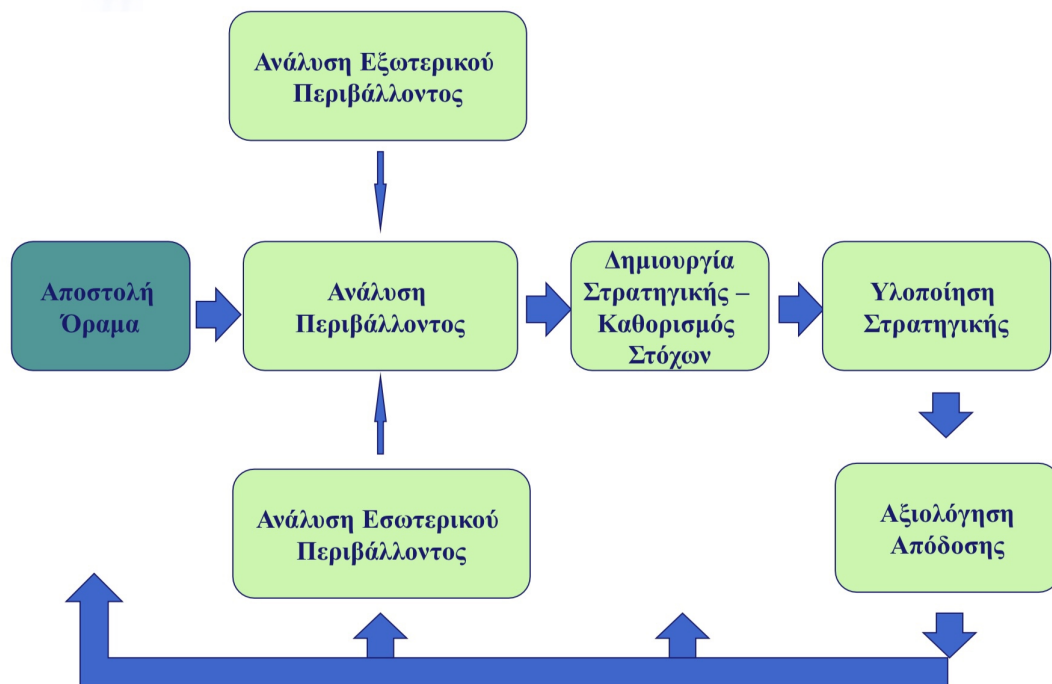 Ανάλυση Εξωτερικού
Περιβάλλοντος
Αποστολή
Όραμα
Ανάλυση
Περιβάλλοντος
Δημιουργία
Στρατηγικής –
Καθορισμός
Στόχων
Υλοποίηση
Στρατηγικής
Ανάλυση Εσωτερικού
Περιβάλλοντος
Αξιολόγηση
Απόδοσης